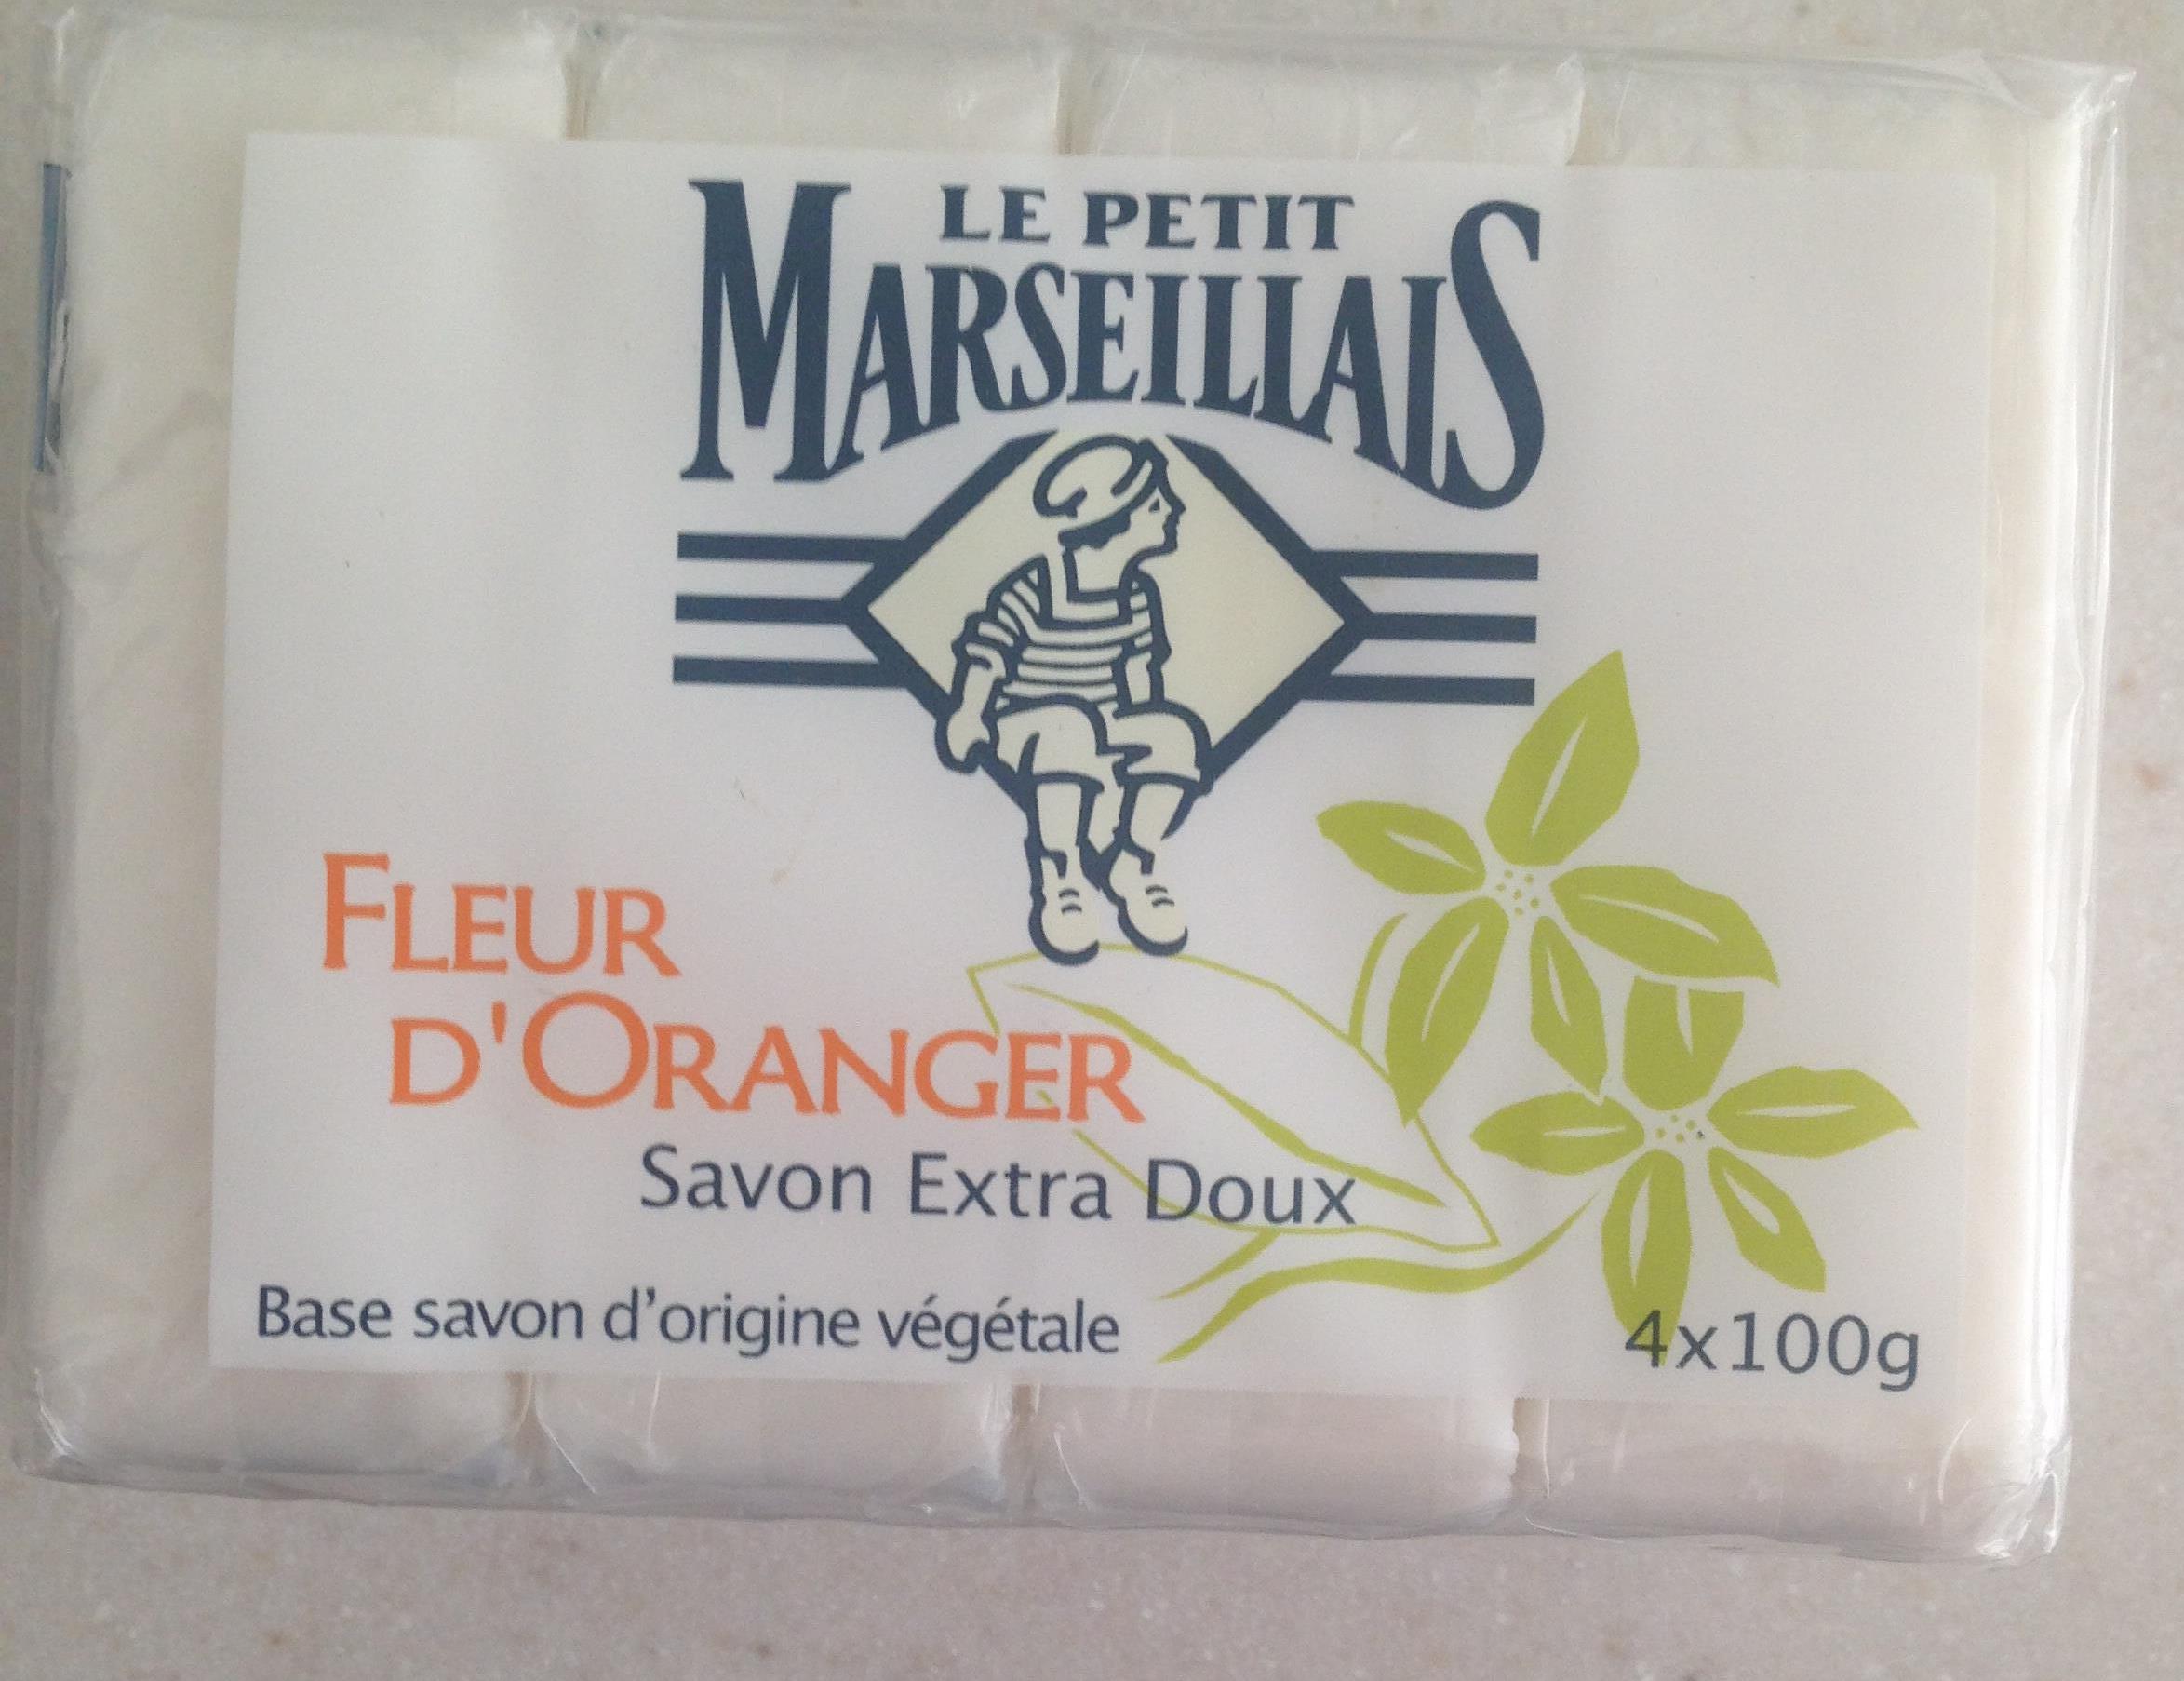 LE PETIT
MARSEILLAIS
FLEUR
D'ORANGER
Savon Extra Doux
Base savon d'origine végétale
4x100g